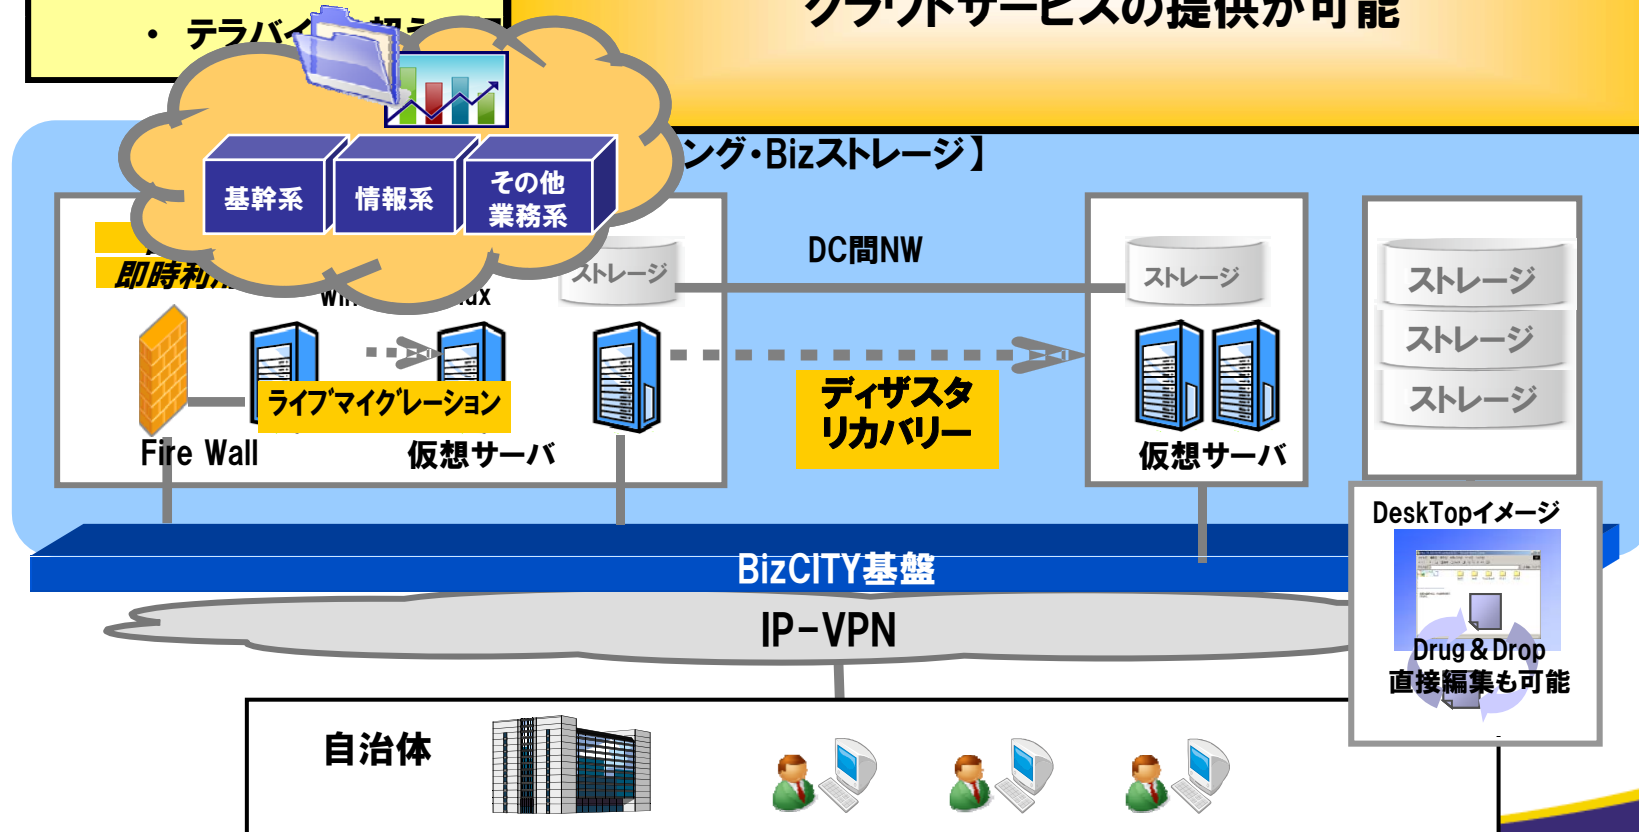 クラウドサービスの提供が可能
・ テラバイ
ング・Bizストレージ】
基幹系
情報系
その他
業務系
即時利
ストレージ
DC間NW
ストレージ
ストレージ
ストレージ
ストレージ
ライブマイグレーション
ディザスタ
リカバリー
Fire Wall
仮想サーバ
仮想サーバ
DeskTopイメージ
BizCITY基盤
IP-VPN
Drug＆Drop
直接編集も可能
自治体